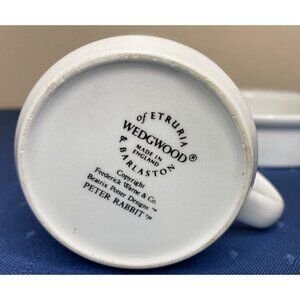 of ETRURIA
WEDGWOOD®
MADE IN
ENGLAND
& BARLASTON
Copyright
Frederick Warne & Co.
Beatrix Potter Designs™
PETER RABBIT™